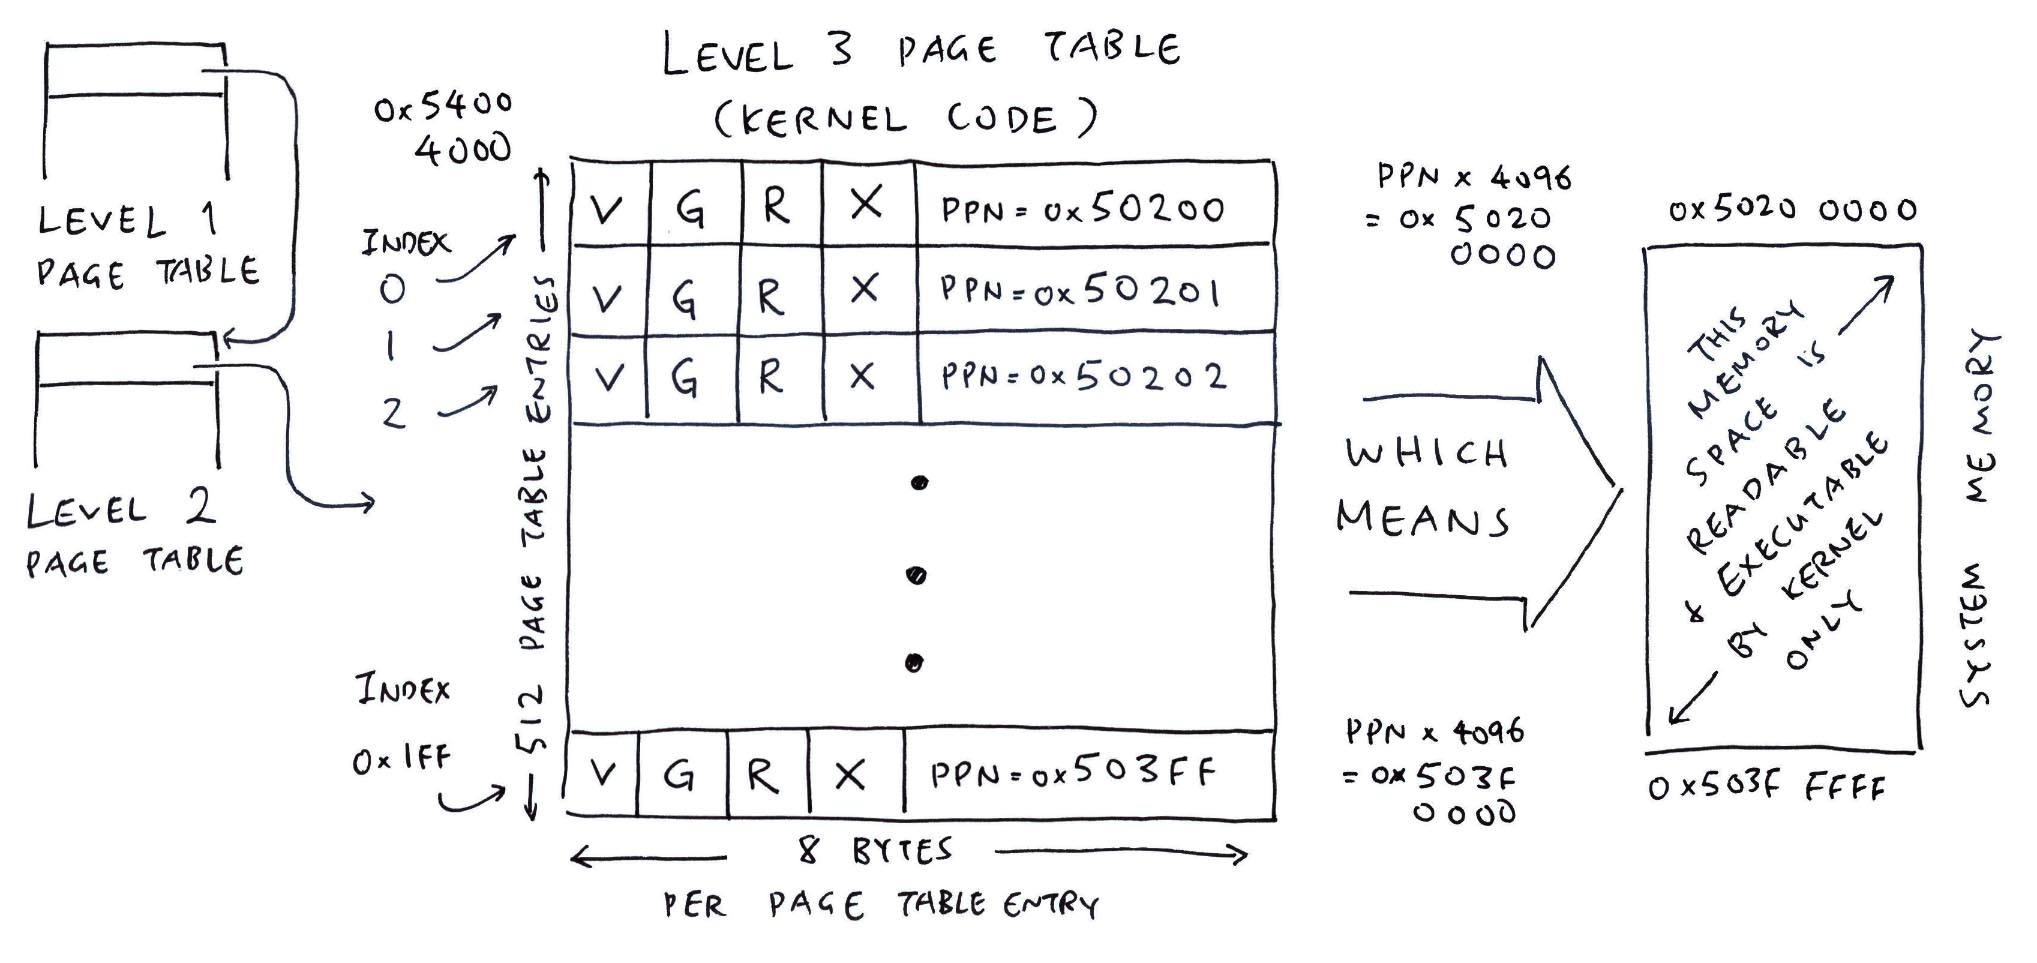 LEVEL 3 PAGE TABLE
(KERNEL CODE)
LEVEL 1
PAGE TABLE
LEVEL 2
PAGE TABLE
0x5400
4000
INDEX
0
1
2
INDEX
0x1FF
512 PAGE TABLE ENTRIES
V G R X PPN = 0x50200
V G R X PPN = 0x50201
V G R X PPN = 0x50202
V G R X PPN = 0x503FF
8 BYTES
PER PAGE TABLE ENTRY
PPN x 4096
= 0x 5020
0000
WHICH
MEANS
PPN x 4096
= 0x503F
0000
0x5020 0000
THIS
MEMORY
SPACE is
READABLE
& EXECUTABLE
BY KERNEL
ONLY
0x503F FFFF
SYSTEM MEMORY